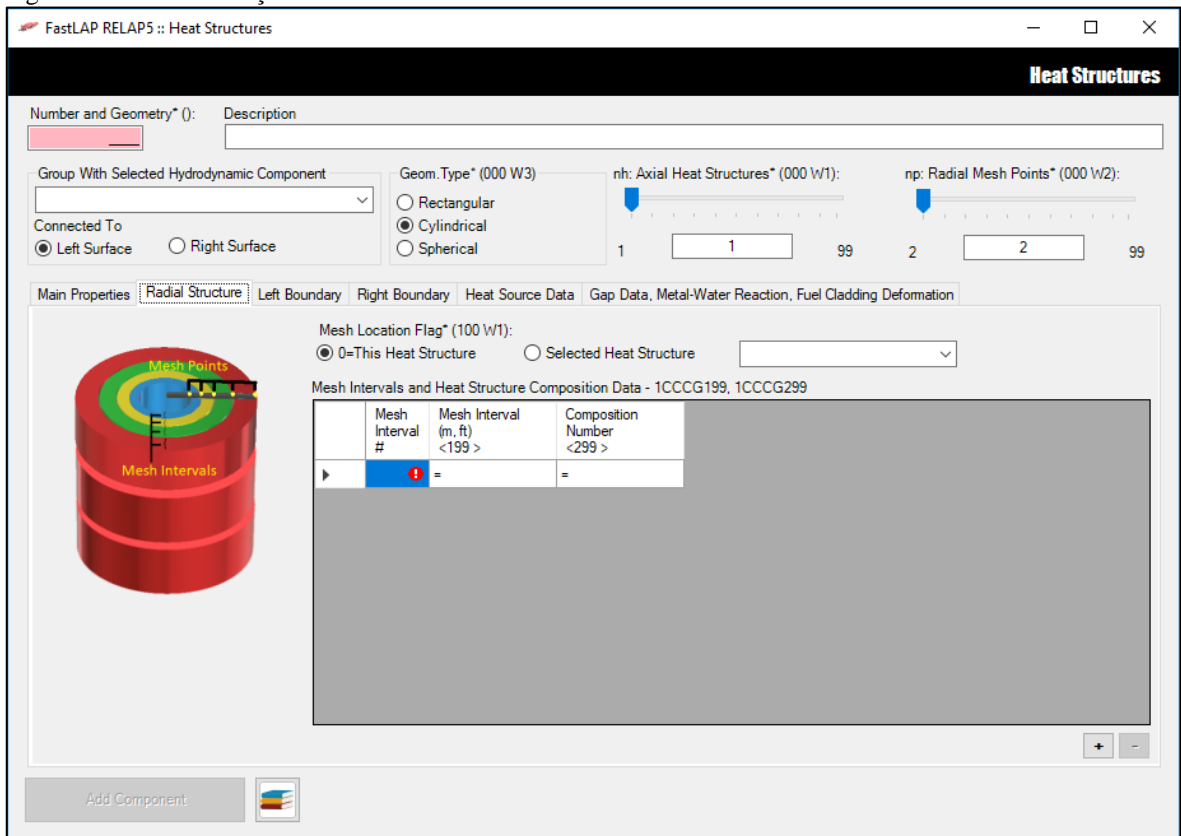 FastLAP RELAP5 :: Heat Structures
Heat Structures
Number and Geometry* (): Description
Group With Selected Hydrodynamic Component
Connected To
Left Surface Right Surface
Geom.Type* (000 W3)
Rectangular
Cylindrical
Spherical
nh: Axial Heat Structures* (000 W1):
1 1 99
np: Radial Mesh Points* (000 W2):
2 2 99
Main Properties Radial Structure Left Boundary Right Boundary Heat Source Data Gap Data, Metal-Water Reaction, Fuel Cladding Deformation
Mesh Points
Mesh Intervals
Mesh Location Flag* (100 W1):
0=This Heat Structure Selected Heat Structure
Mesh Intervals and Heat Structure Composition Data - 1CCCG199, 1CCCG299
Mesh Interval #
Mesh Interval (m, ft) <199 >
Composition Number <299 >
= =
+ -
Add Component